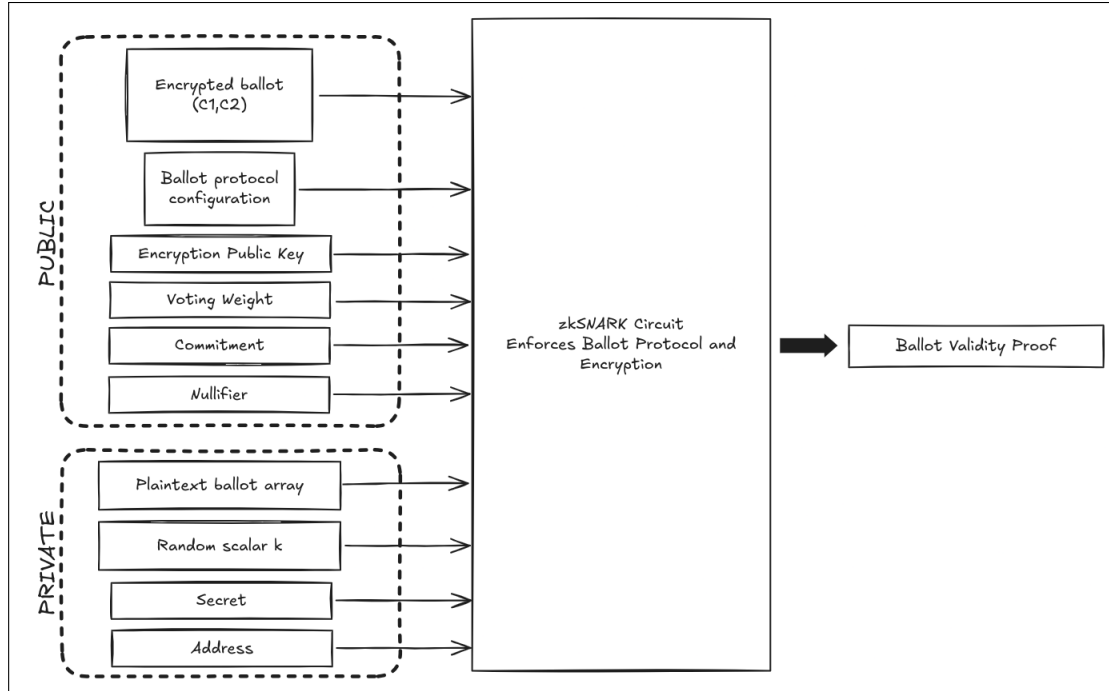 PUBLIC
Encrypted ballot
(C1,C2)
Ballot protocol
configuration
Encryption Public Key
Voting Weight
Commitment
Nullifier
PRIVATE
Plaintext ballot array
Random scalar k
Secret
Address
zkSNARK Circuit
Enforces Ballot Protocol and
Encryption
Ballot Validity Proof